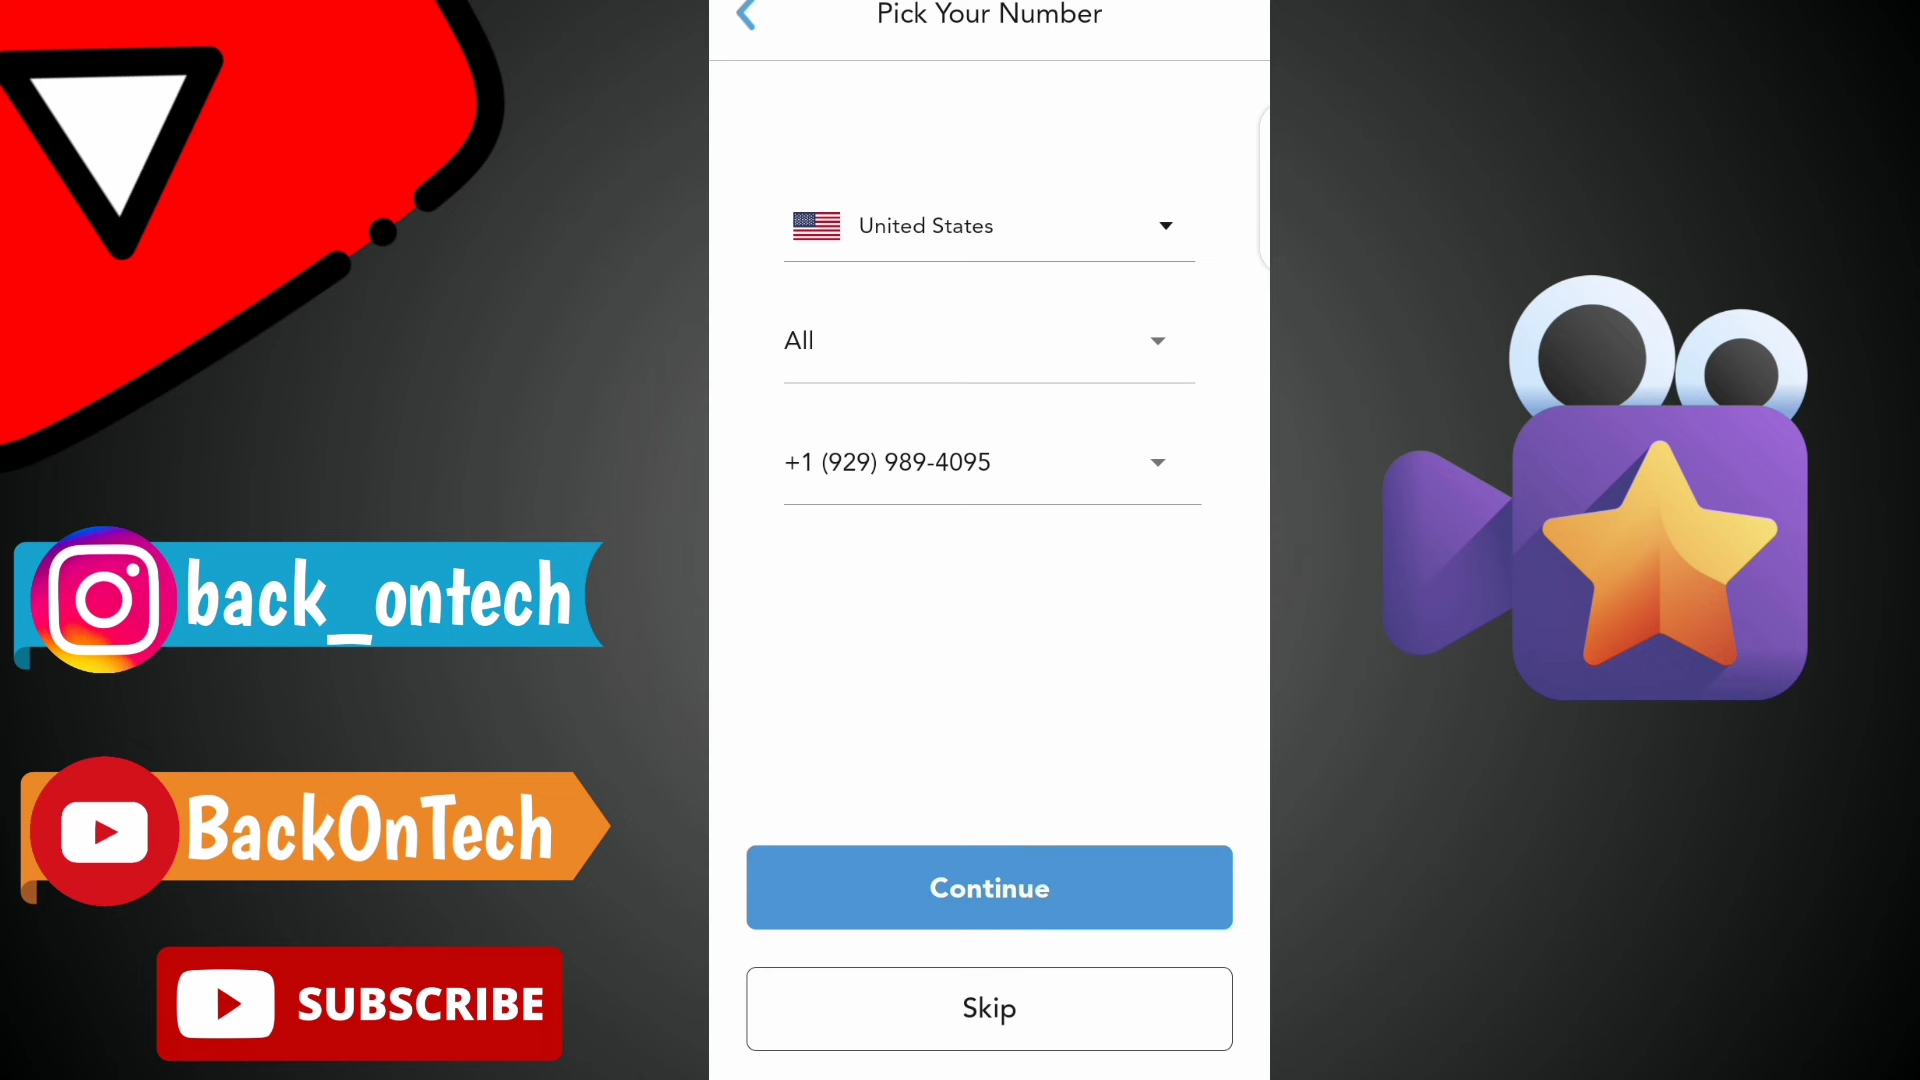 Pick Your Number
United States
All
+1 (929) 989-4095
Continue
Skip
back_ontech
BackOnTech
SUBSCRIBE